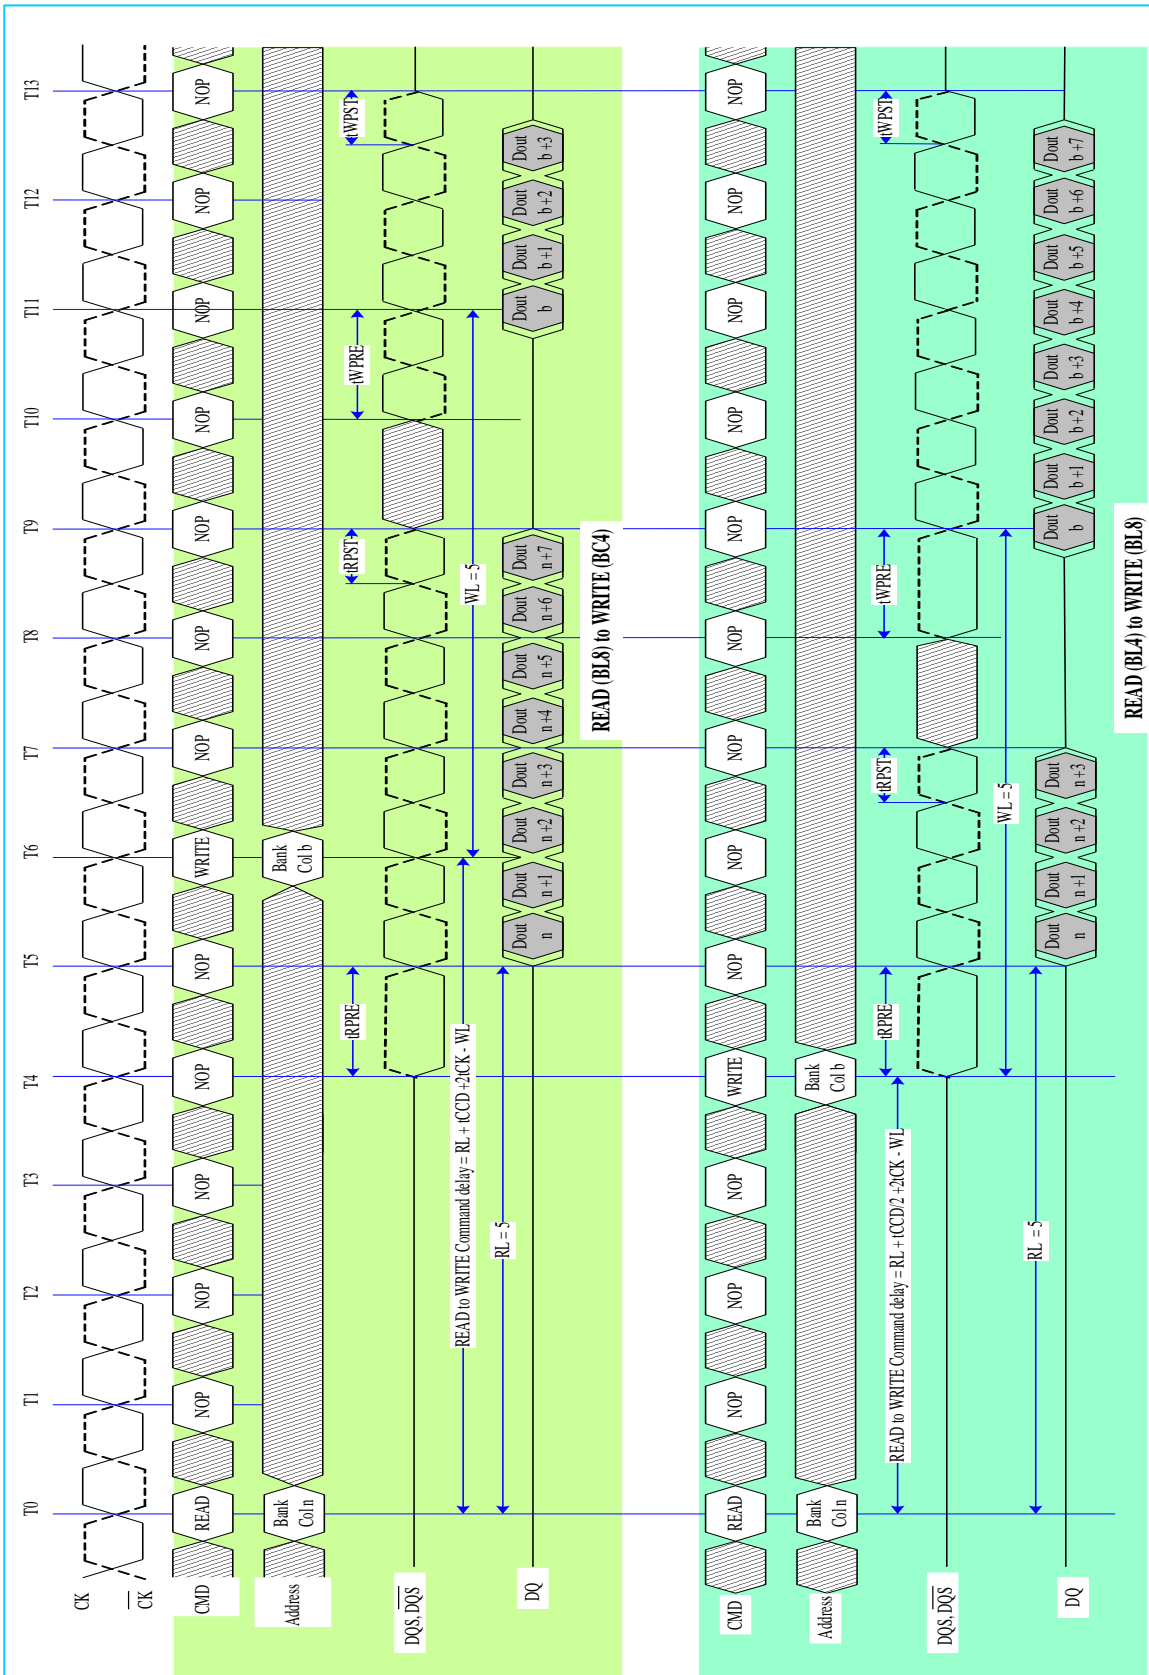 T0 T1 T2 T3 T4 T5 T6 T7 T8 T9 T10 T11 T12 T13
CK
CK
CMD READ NOP NOP NOP NOP NOP WRITE NOP NOP NOP NOP NOP NOP NOP
Address
Bank
Col n
Bank
Col b
tRPRE tRPST tWPRE tWPST
DQS, DQS
READ to WRITE Command delay = RL + tCCD +2tCK - WL
WL = 5
RL = 5
DQ
Dout
n
Dout
n+1
Dout
n+2
Dout
n+3
Dout
n+4
Dout
n+5
Dout
n+6
Dout
n+7
Dout
b
Dout
b+1
Dout
b+2
Dout
b+3
READ (BL8) to WRITE (BC4)
CMD READ NOP NOP NOP WRITE NOP NOP NOP NOP NOP NOP NOP NOP NOP
Address
Bank
Col n
Bank
Col b
tRPRE tRPST tWPRE tWPST
READ to WRITE Command delay = RL + tCCD/2 +2tCK - WL
DQS, DQS
WL = 5
RL = 5
DQ
Dout
n
Dout
n+1
Dout
n+2
Dout
n+3
Dout
b
Dout
b+1
Dout
b+2
Dout
b+3
Dout
b+4
Dout
b+5
Dout
b+6
Dout
b+7
READ (BL4) to WRITE (BL8)